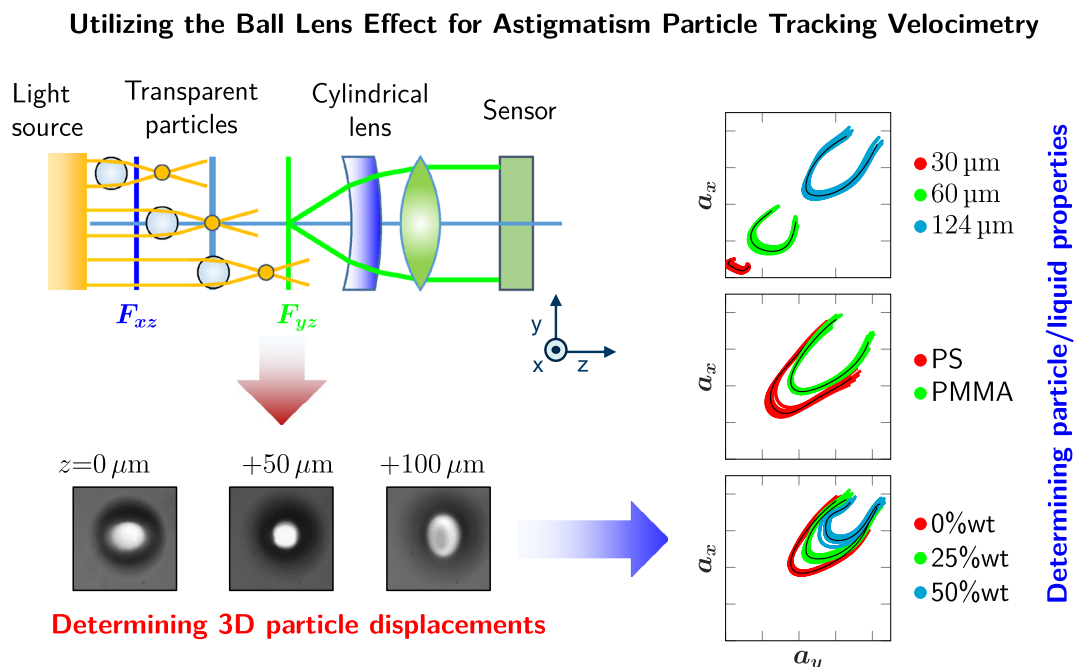 Utilizing the Ball Lens Effect for Astigmatism Particle Tracking Velocimetry
Light
source
Transparent
particles
Cylindrical
lens
Sensor
F_xz
F_yz
y
x
z
z=0 μm
+50 μm
+100 μm
Determining 3D particle displacements
a_x
30 μm
60 μm
124 μm
a_x
PS
PMMA
a_x
0%wt
25%wt
50%wt
a_y
Determining particle/liquid properties